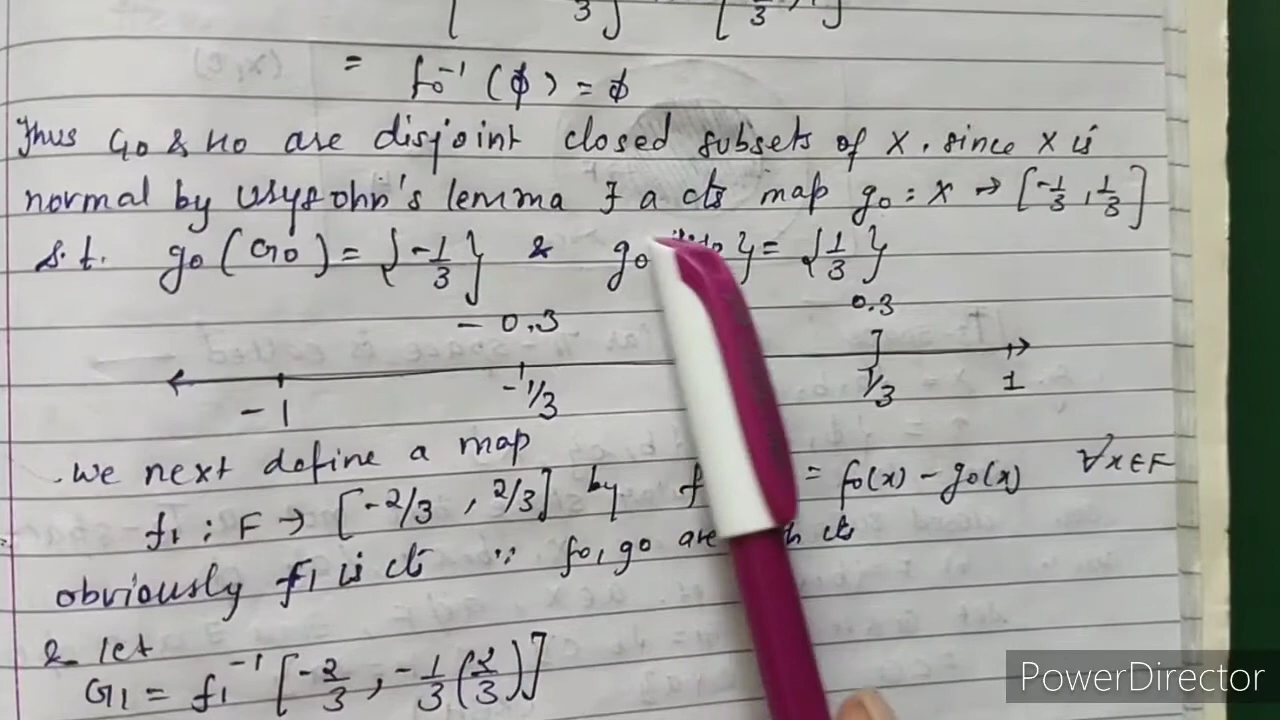 3] [ 3 , 1]
= f0⁻¹ (ϕ) = ϕ
Thus G0 & H0 are disjoint closed subsets of X. since X is
normal by Urysohn's lemma ∃ a cts map g0 : X → [-1/3 , 1/3]
s.t. g0 (G0) = {-1/3} & g0 } = {1/3}
- 0.3 0.3
-1 -1/3 1/3 1
. We next define a map
f1 : F → [-2/3 , 2/3] by f = f0(x) - g0(x) ∀x∈F
obviously f1 is cts ∵ f0, g0 are cts
& let
G1 = f1⁻¹ [-2/3 , -1/3 (2/3)]
PowerDirector